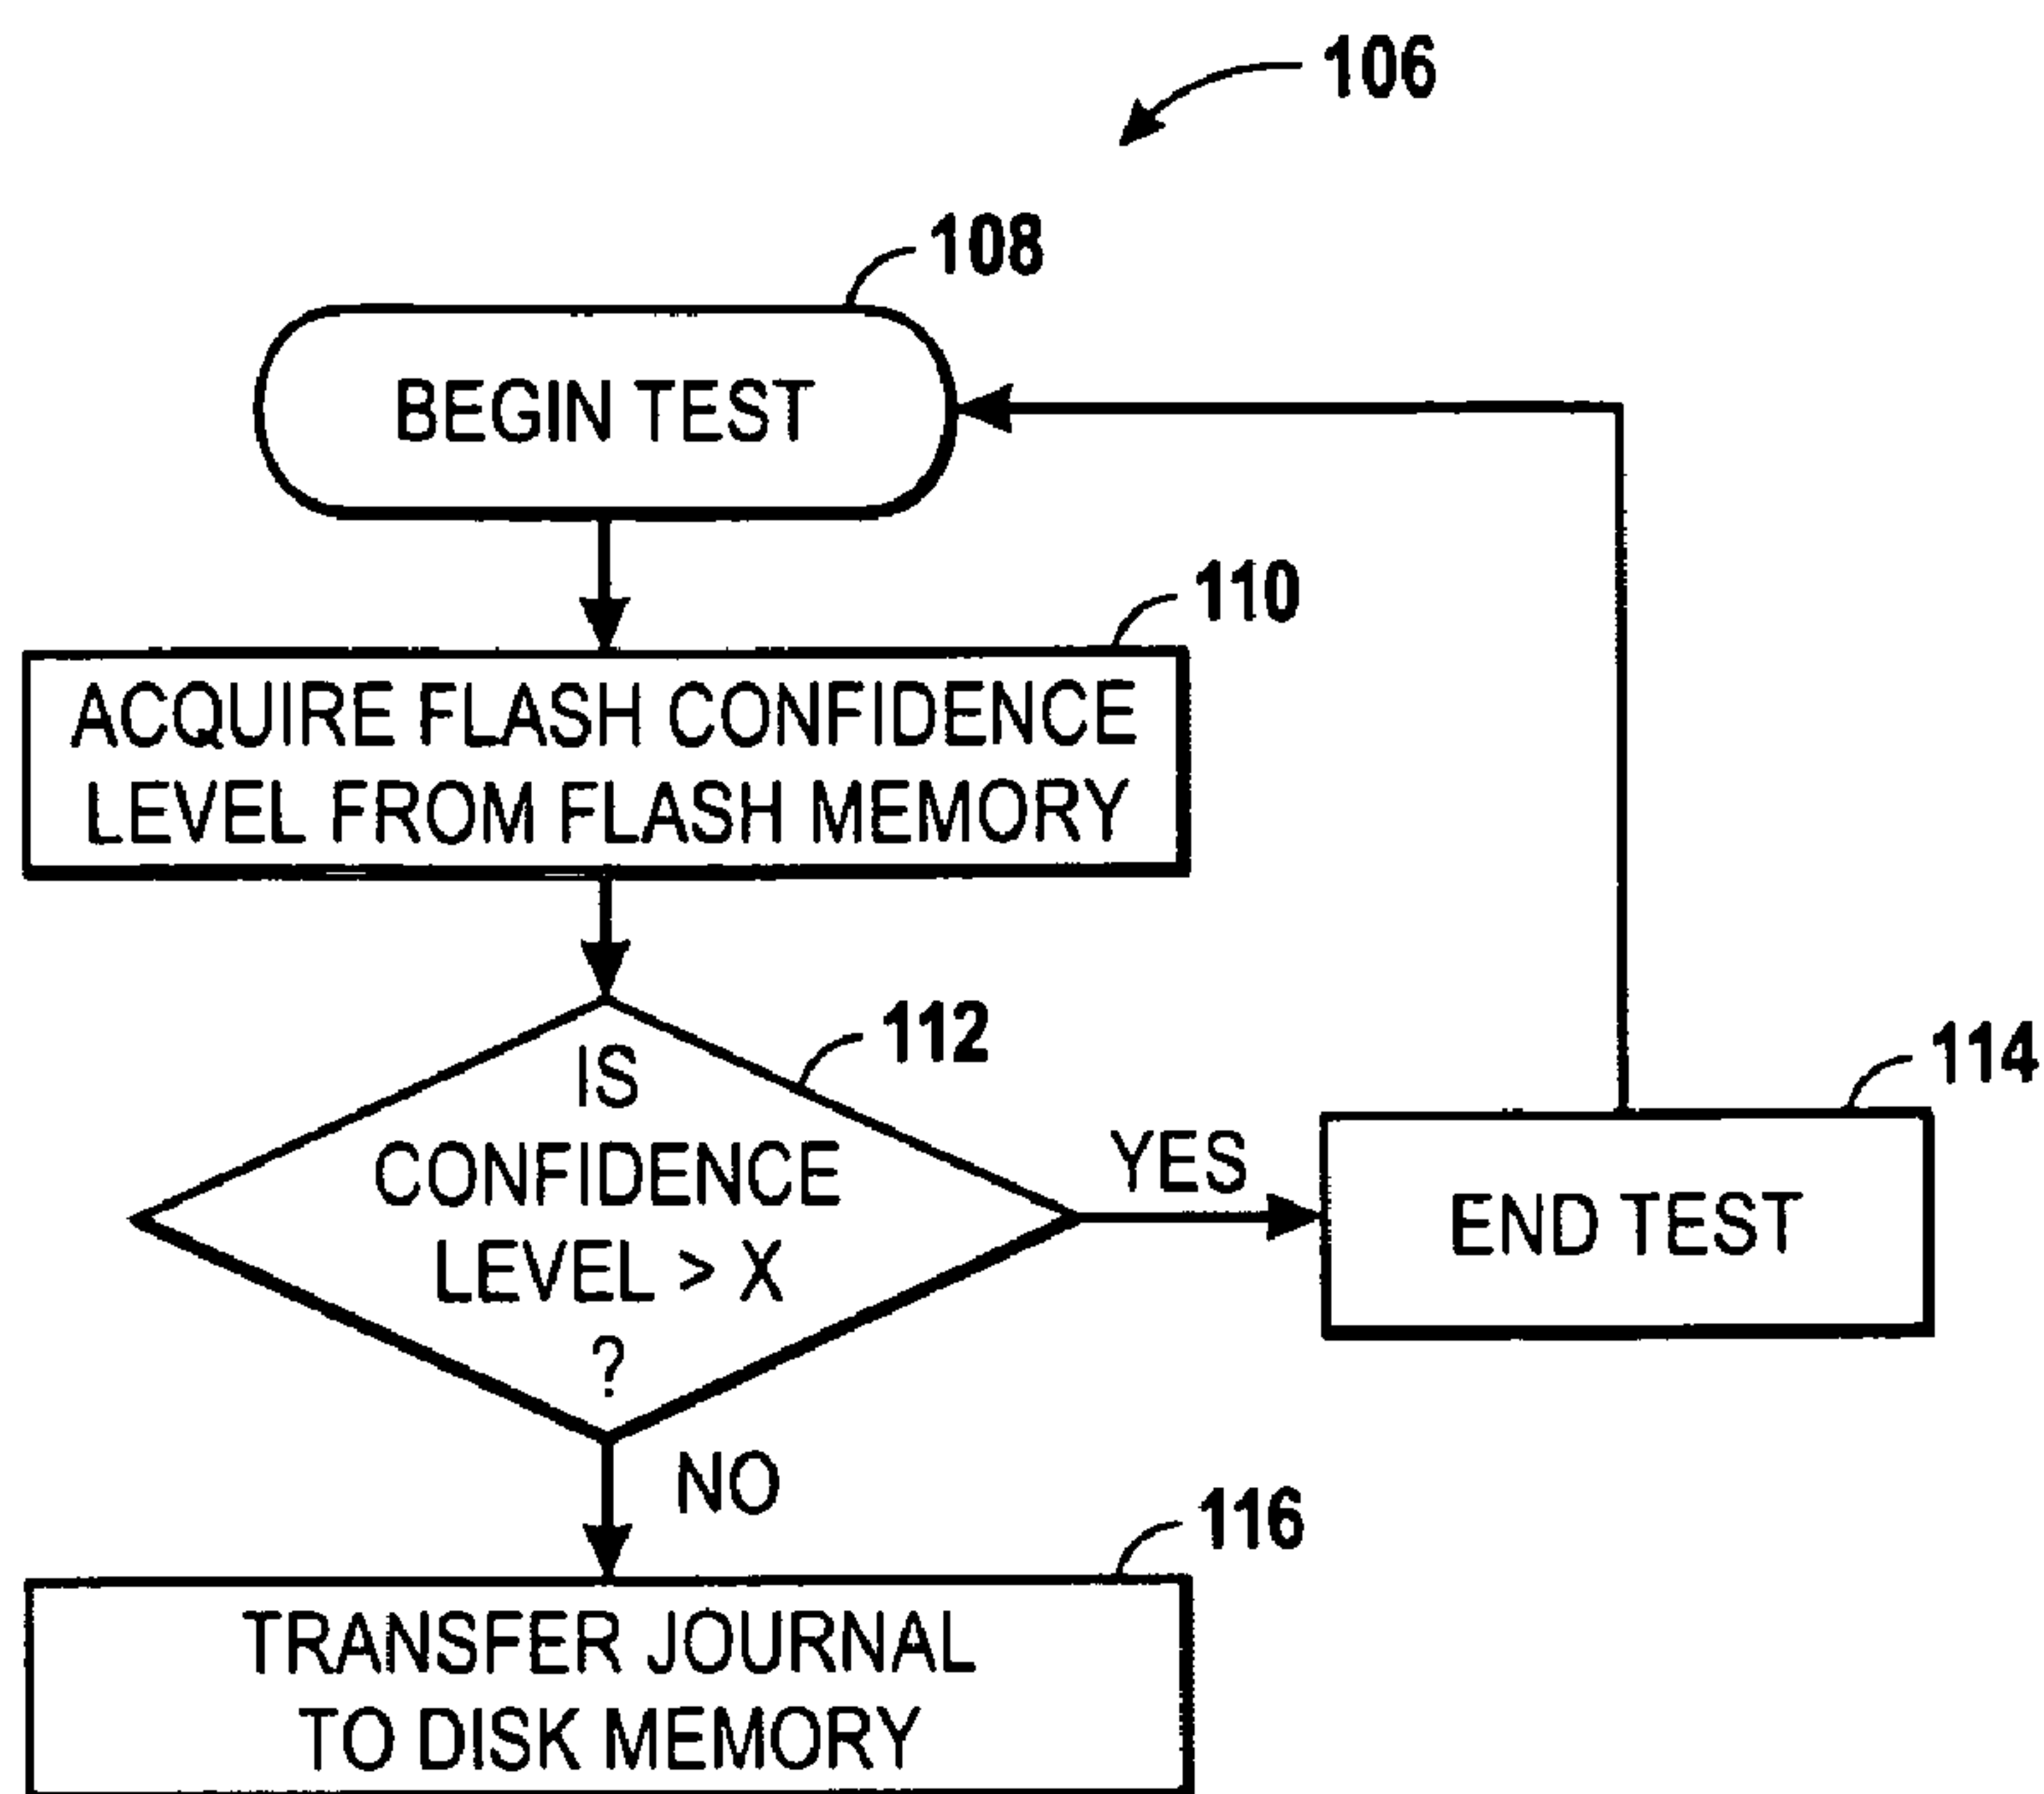 106
108
BEGIN TEST
110
ACQUIRE FLASH CONFIDENCE
LEVEL FROM FLASH MEMORY
112
IS
CONFIDENCE
LEVEL > X
?
YES
114
END TEST
NO
116
TRANSFER JOURNAL
TO DISK MEMORY